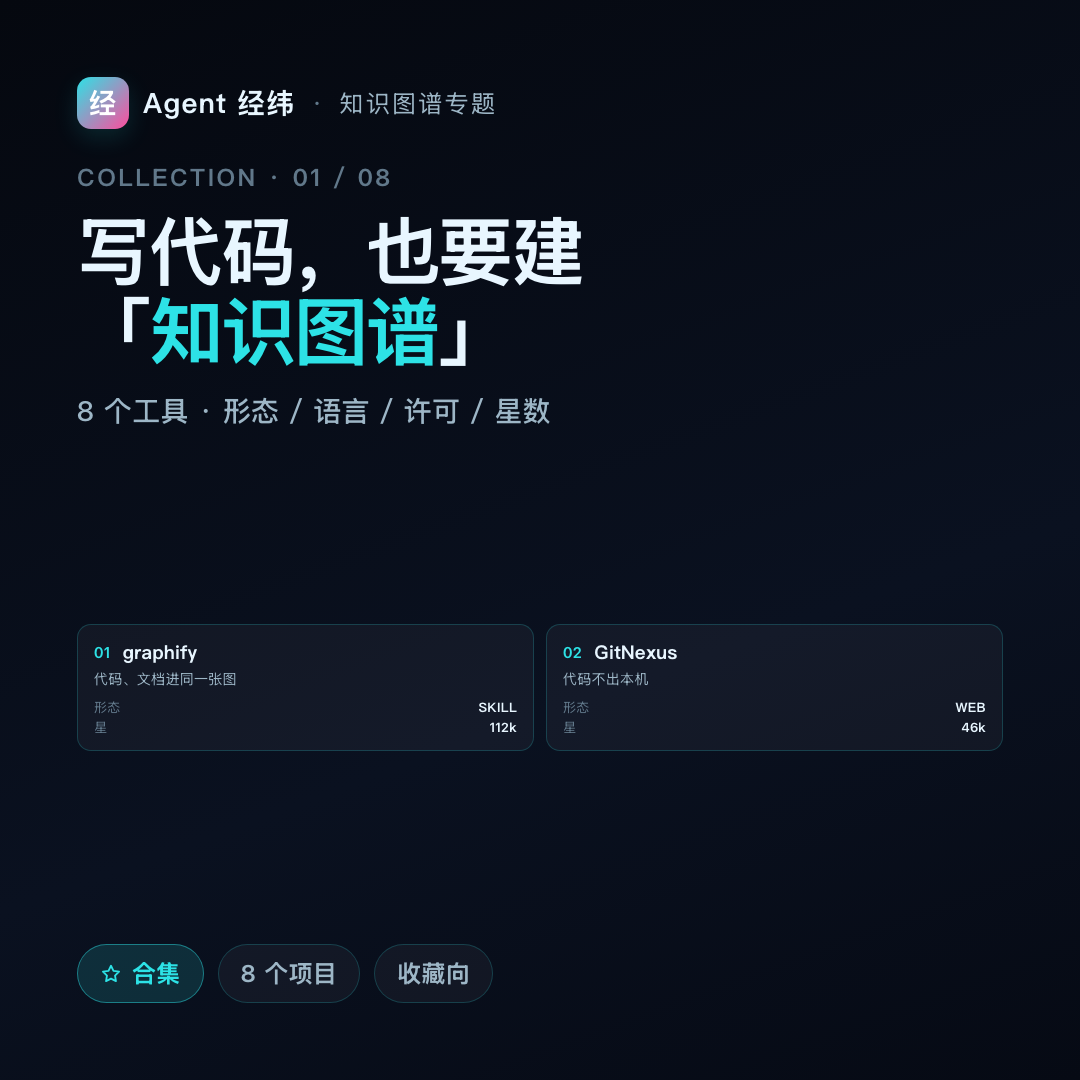 经 Agent 经纬 · 知识图谱专题
COLLECTION · 01 / 08
写代码，也要建
「知识图谱」
8 个工具 · 形态 / 语言 / 许可 / 星数
01 graphify
代码、文档进同一张图
形态 SKILL
星 112k
02 GitNexus
代码不出本机
形态 WEB
星 46k
合集
8 个项目
收藏向